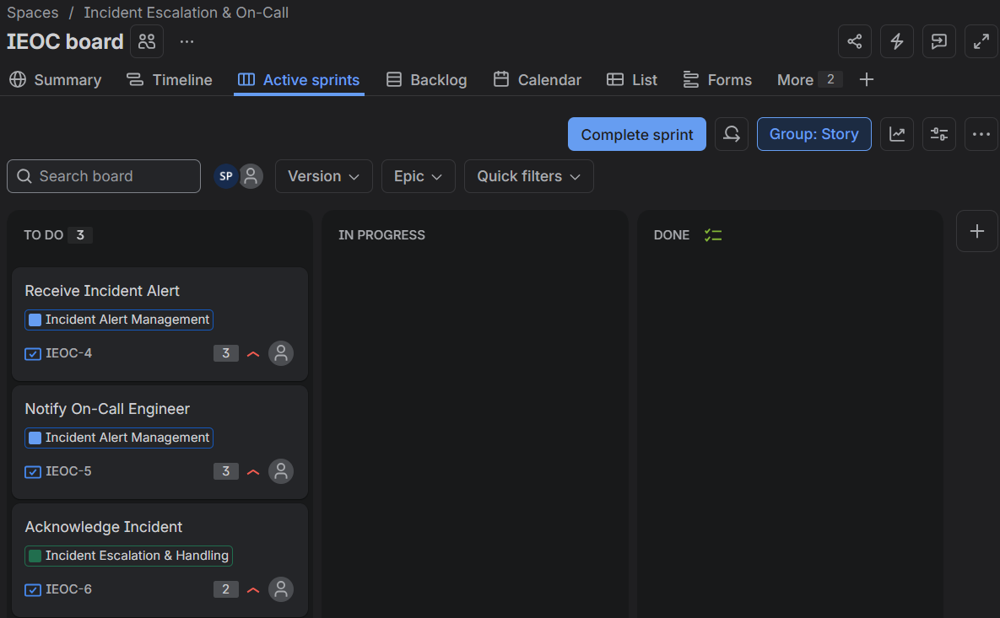 Spaces / Incident Escalation & On-Call
IEOC board
Summary Timeline Active sprints Backlog Calendar List Forms More 2
Complete sprint Group: Story
Search board SP Version Epic Quick filters
TO DO 3 IN PROGRESS DONE
Receive Incident Alert
Incident Alert Management
IEOC-4 3
Notify On-Call Engineer
Incident Alert Management
IEOC-5 3
Acknowledge Incident
Incident Escalation & Handling
IEOC-6 2